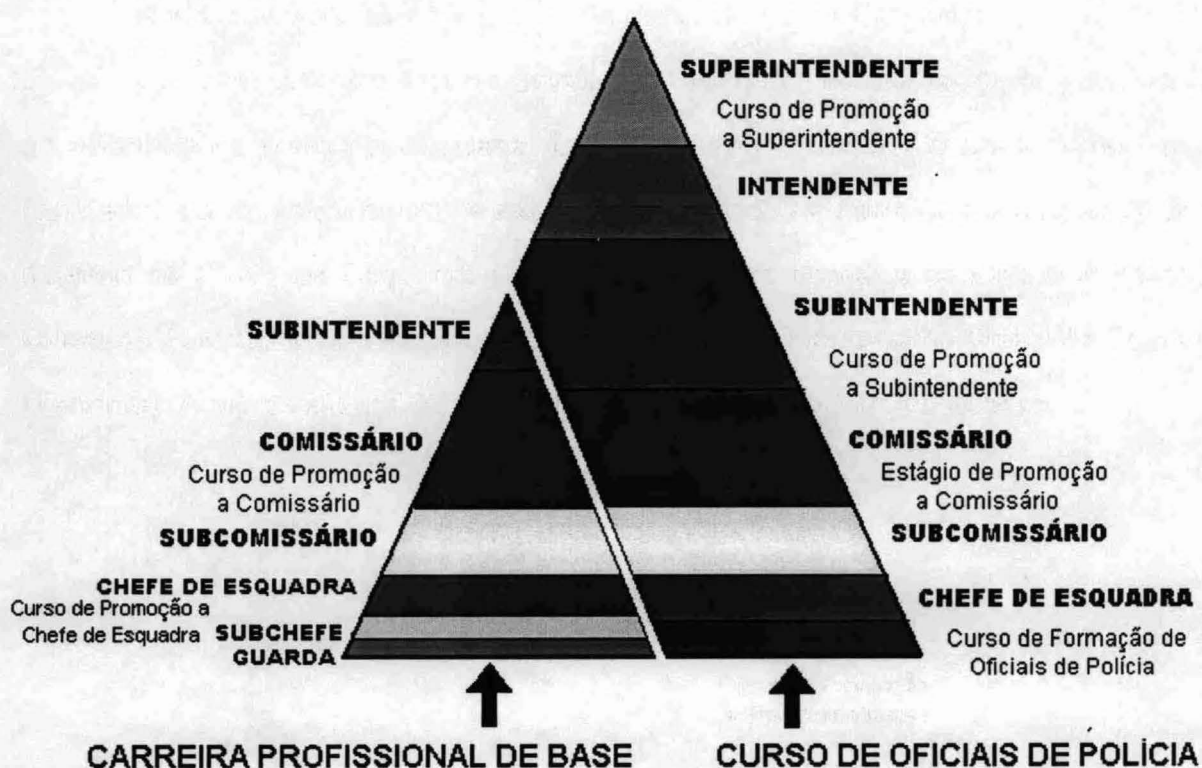 SUPERINTENDENTE
Curso de Promoção
a Superintendente
INTENDENTE
SUBINTENDENTE
SUBINTENDENTE
Curso de Promoção
a Subintendente
COMISSÁRIO
Curso de Promoção
a Comissário
COMISSÁRIO
Estágio de Promoção
a Comissário
SUBCOMISSÁRIO
SUBCOMISSÁRIO
CHEFE DE ESQUADRA
Curso de Promoção a
Chefe de Esquadra
SUBCHEFE
GUARDA
CHEFE DE ESQUADRA
Curso de Formação de
Oficiais de Polícia
CARREIRA PROFISSIONAL DE BASE
CURSO DE OFICIAIS DE POLÍCIA